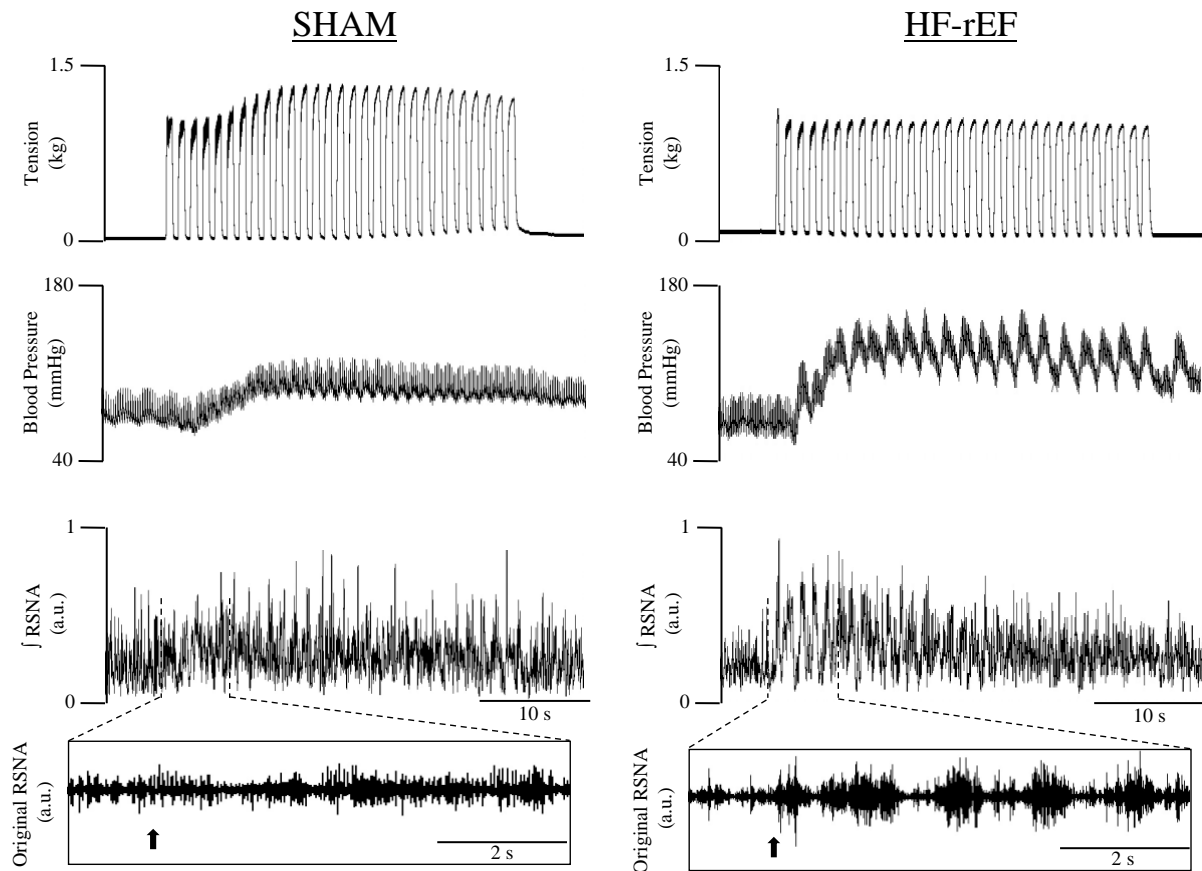 SHAM
1.5
Tension
(kg)
0
180
Blood Pressure
(mmHg)
40
1
∫ RSNA
(a.u.)
0
10 s
Original RSNA
(a.u.)
2 s
HF-rEF
1.5
Tension
(kg)
0
180
Blood Pressure
(mmHg)
40
1
∫ RSNA
(a.u.)
0
10 s
Original RSNA
(a.u.)
2 s